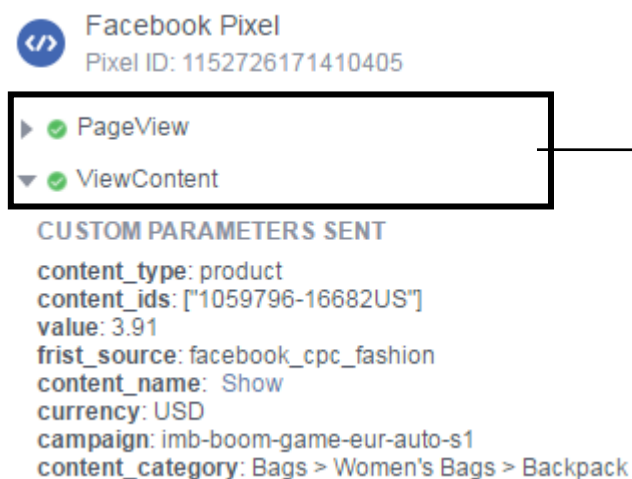 Facebook Pixel
Pixel ID: 1152726171410405
PageView
ViewContent
CUSTOM PARAMETERS SENT
content_type: product
content_ids: ["1059796-16682US"]
value: 3.91
frist_source: facebook_cpc_fashion
content_name: Show
currency: USD
campaign: imb-boom-game-eur-auto-s1
content_category: Bags > Women's Bags > Backpack